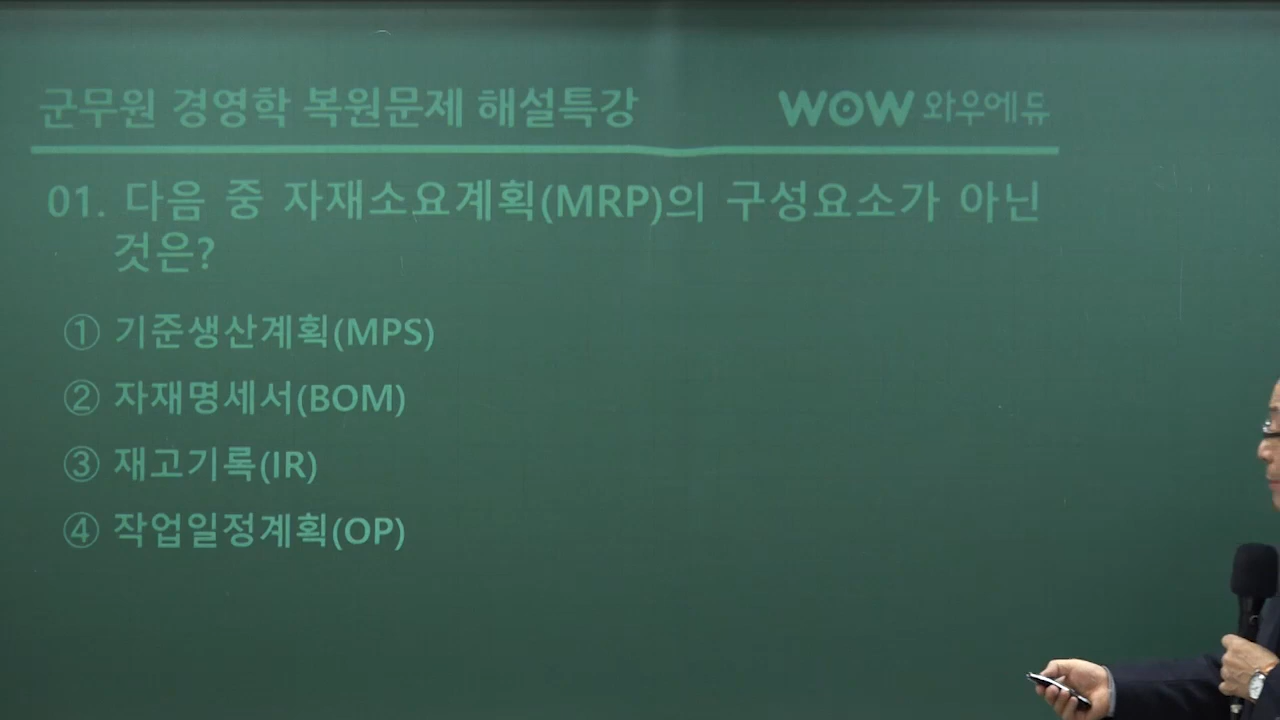 군무원 경영학 복원문제 해설특강
WOW 와우에듀
01. 다음 중 자재소요계획(MRP)의 구성요소가 아닌
것은?
① 기준생산계획(MPS)
② 자재명세서(BOM)
③ 재고기록(IR)
④ 작업일정계획(OP)